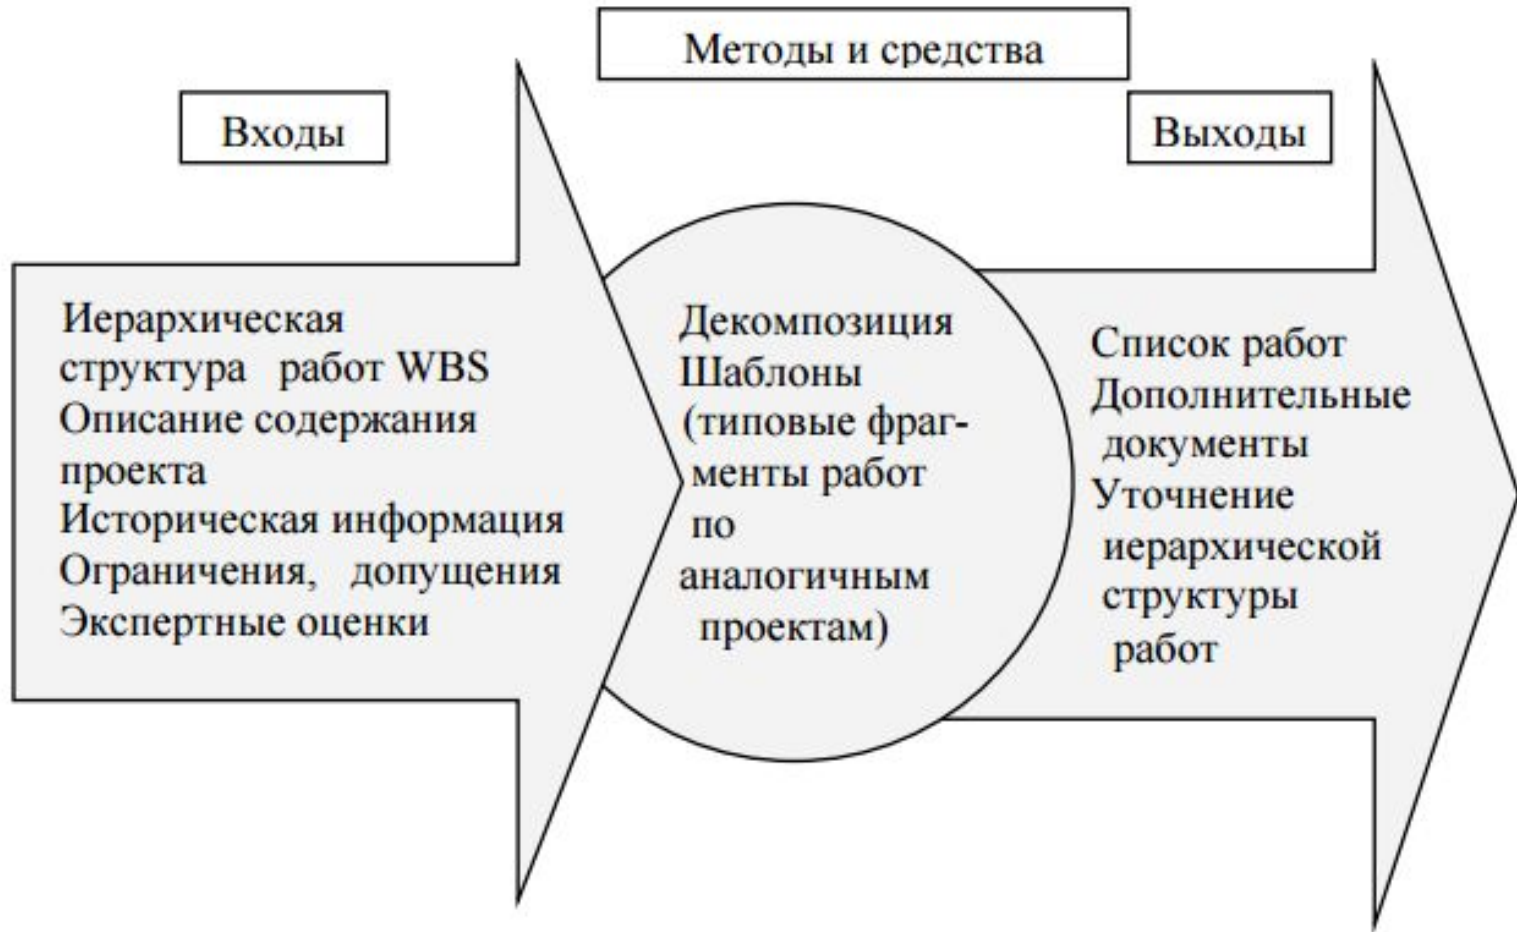 Методы и средства
Входы
Выходы
Иерархическая
структура работ WBS
Описание содержания
проекта
Историческая информация
Ограничения, допущения
Экспертные оценки
Декомпозиция
Шаблоны
(типовые фраг-
менты работ
по
аналогичным
проектам)
Список работ
Дополнительные
документы
Уточнение
иерархической
структуры
работ